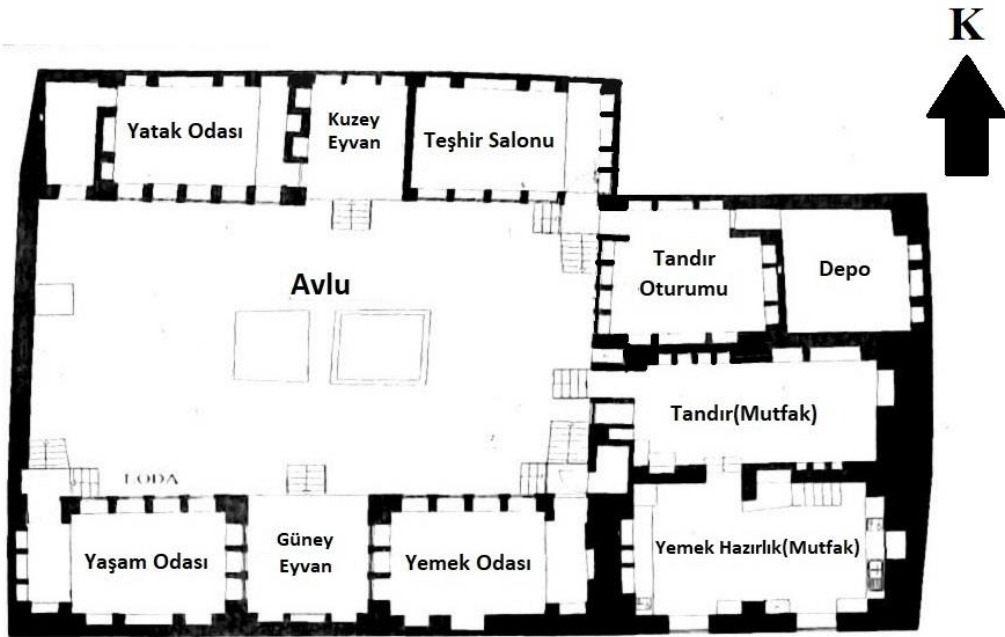 K
Yatak Odası
Kuzey
Eyvan
Teşhir Salonu
Tandır
Oturumu
Depo
Avlu
Tandır(Mutfak)
Yaşam Odası
Güney
Eyvan
Yemek Odası
Yemek Hazırlık(Mutfak)